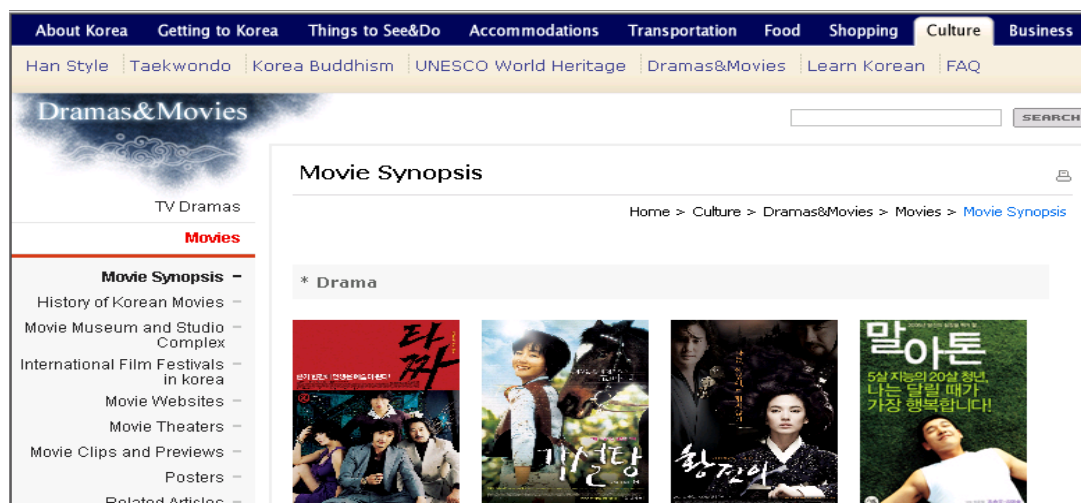 About Korea Getting to Korea Things to See&Do Accommodations Transportation Food Shopping Culture Business
Han Style Taekwondo Korea Buddhism UNESCO World Heritage Dramas&Movies Learn Korean FAQ
Dramas&Movies
SEARCH
Movie Synopsis
TV Dramas
Home > Culture > Dramas&Movies > Movies > Movie Synopsis
Movies
Movie Synopsis –
* Drama
History of Korean Movies –
Movie Museum and Studio –
Complex
International Film Festivals –
in korea
Movie Websites –
Movie Theaters –
Movie Clips and Previews –
Posters –
Related Articles –
타
짜
각설탕
황진이
말아톤
5살 지능의 20살 청년,
나는 달릴 때가
가장 행복합니다!